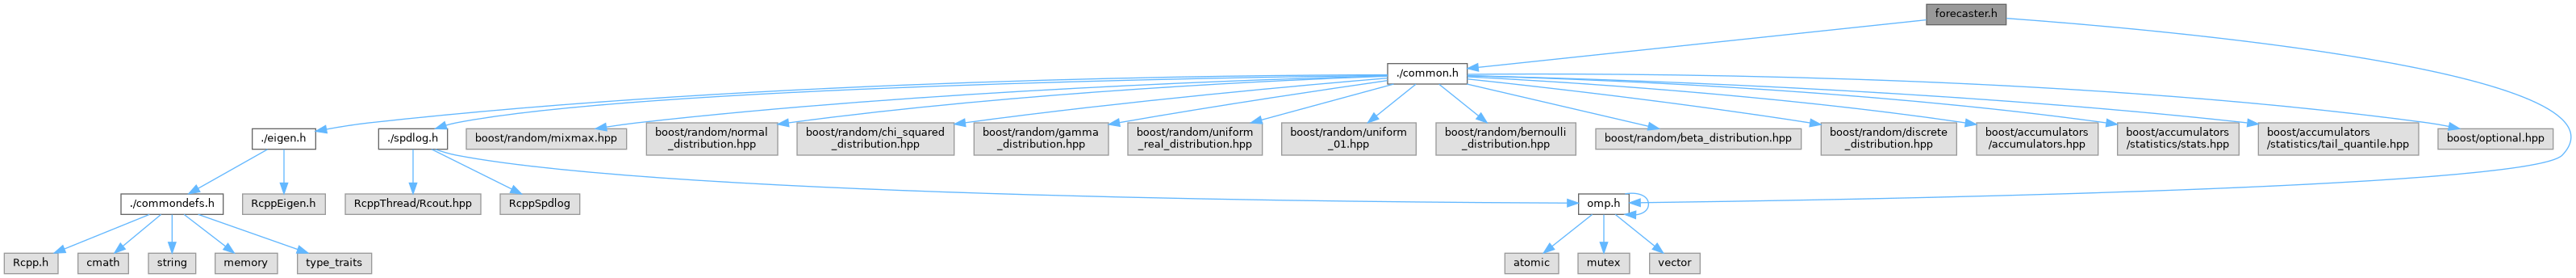 forecaster.h
./common.h
./eigen.h
./spdlog.h
boost/random/mixmax.hpp
boost/random/normal
_distribution.hpp
boost/random/chi_squared
_distribution.hpp
boost/random/gamma
_distribution.hpp
boost/random/uniform
_real_distribution.hpp
boost/random/uniform
_01.hpp
boost/random/bernoulli
_distribution.hpp
boost/random/beta_distribution.hpp
boost/random/discrete
_distribution.hpp
boost/accumulators
/accumulators.hpp
boost/accumulators
/statistics/stats.hpp
boost/accumulators
/statistics/tail_quantile.hpp
boost/optional.hpp
./commondefs.h
RcppEigen.h
RcppThread/Rcout.hpp
RcppSpdlog
omp.h
Rcpp.h
cmath
string
memory
type_traits
atomic
mutex
vector